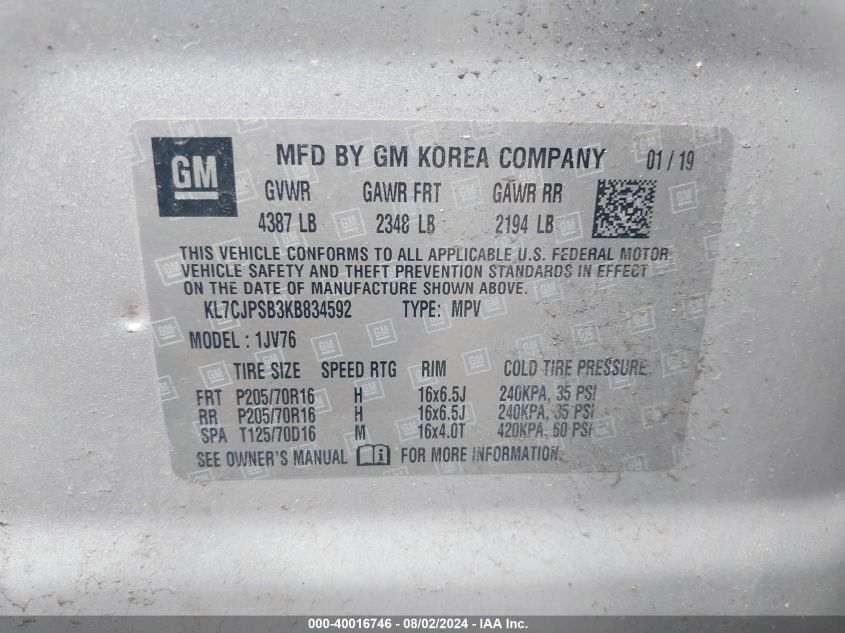 GM MFD BY GM KOREA COMPANY 01 / 19
GVWR GAWR FRT GAWR RR
4387 LB 2348 LB 2194 LB
THIS VEHICLE CONFORMS TO ALL APPLICABLE U.S. FEDERAL MOTOR
VEHICLE SAFETY AND THEFT PREVENTION STANDARDS IN EFFECT
ON THE DATE OF MANUFACTURE SHOWN ABOVE.
KL7CJPSB3KB834592 TYPE: MPV
MODEL : 1JV76
TIRE SIZE SPEED RTG RIM COLD TIRE PRESSURE
FRT P205/70R16 H 16x6.5J 240KPA, 35 PSI
RR P205/70R16 H 16x6.5J 240KPA, 35 PSI
SPA T125/70D16 M 16x4.0T 420KPA, 60 PSI
SEE OWNER'S MANUAL FOR MORE INFORMATION.
000-40016746 - 08/02/2024 - IAA Inc.